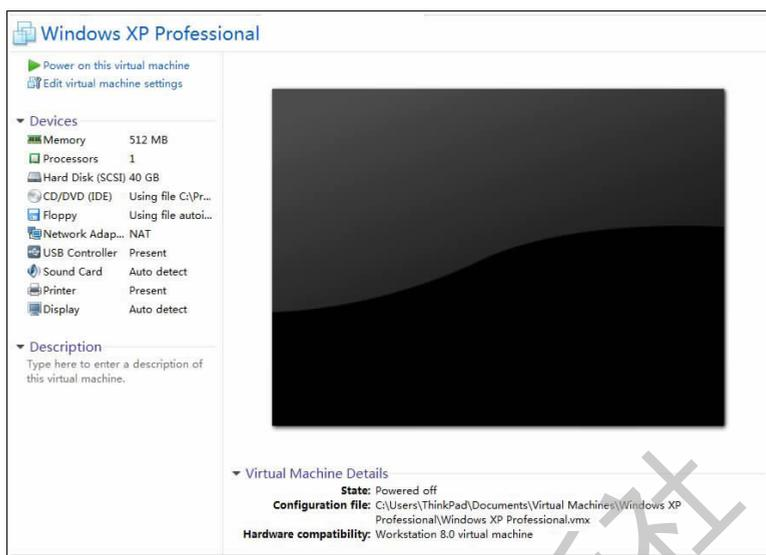 Windows XP Professional
Power on this virtual machine
Edit virtual machine settings
Devices
Memory 512 MB
Processors 1
Hard Disk (SCSI) 40 GB
CD/DVD (IDE) Using file C:\Pr...
Floppy Using file autoi...
Network Adap... NAT
USB Controller Present
Sound Card Auto detect
Printer Present
Display Auto detect
Description
Type here to enter a description of
this virtual machine.
Virtual Machine Details
State: Powered off
Configuration file: C:\Users\ThinkPad\Documents\Virtual Machines\Windows XP
Professional\Windows XP Professional.vmx
Hardware compatibility: Workstation 8.0 virtual machine